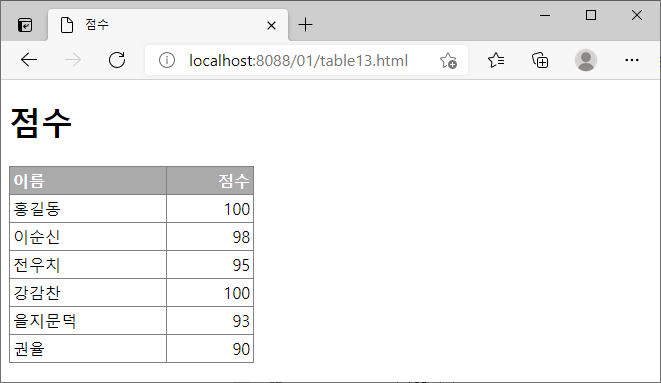 점수
localhost:8088/01/table13.html
점수
이름 점수
홍길동 100
이순신 98
전우치 95
강감찬 100
을지문덕 93
권율 90